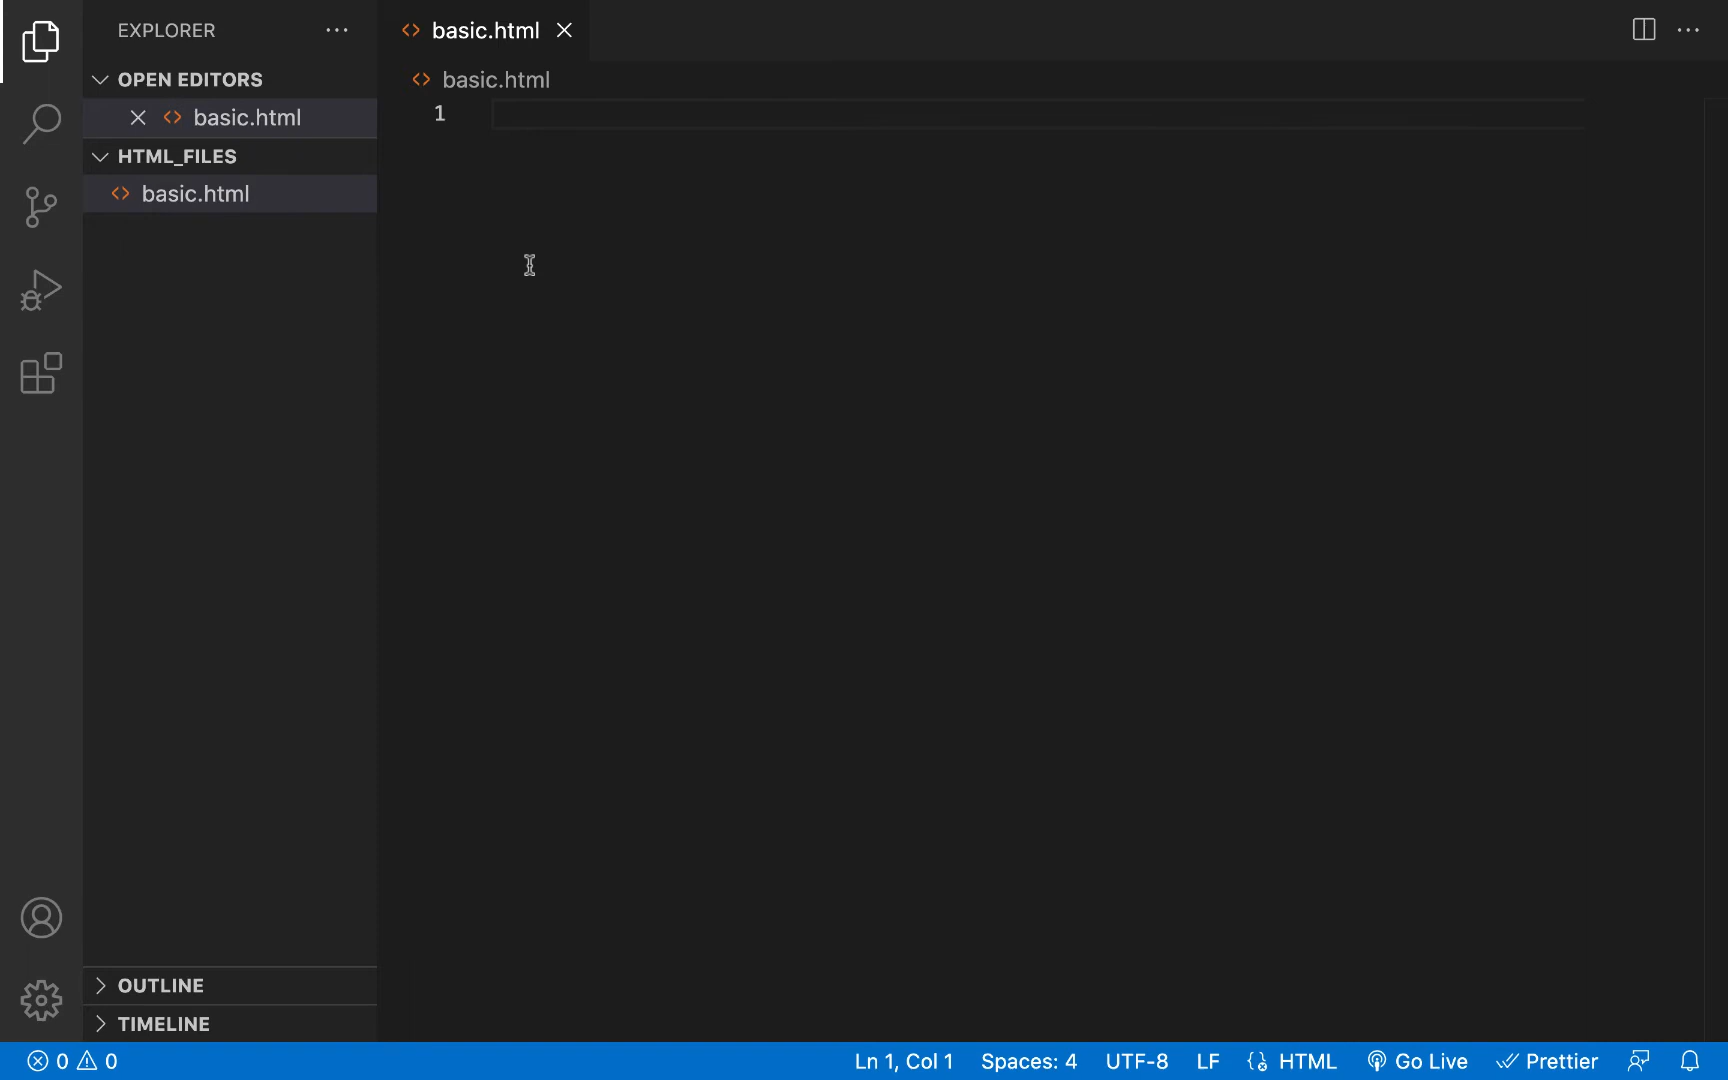 EXPLORER
OPEN EDITORS
basic.html
HTML_FILES
basic.html
OUTLINE
TIMELINE
basic.html
basic.html
1
0 0
Ln 1, Col 1 Spaces: 4 UTF-8 LF HTML Go Live Prettier